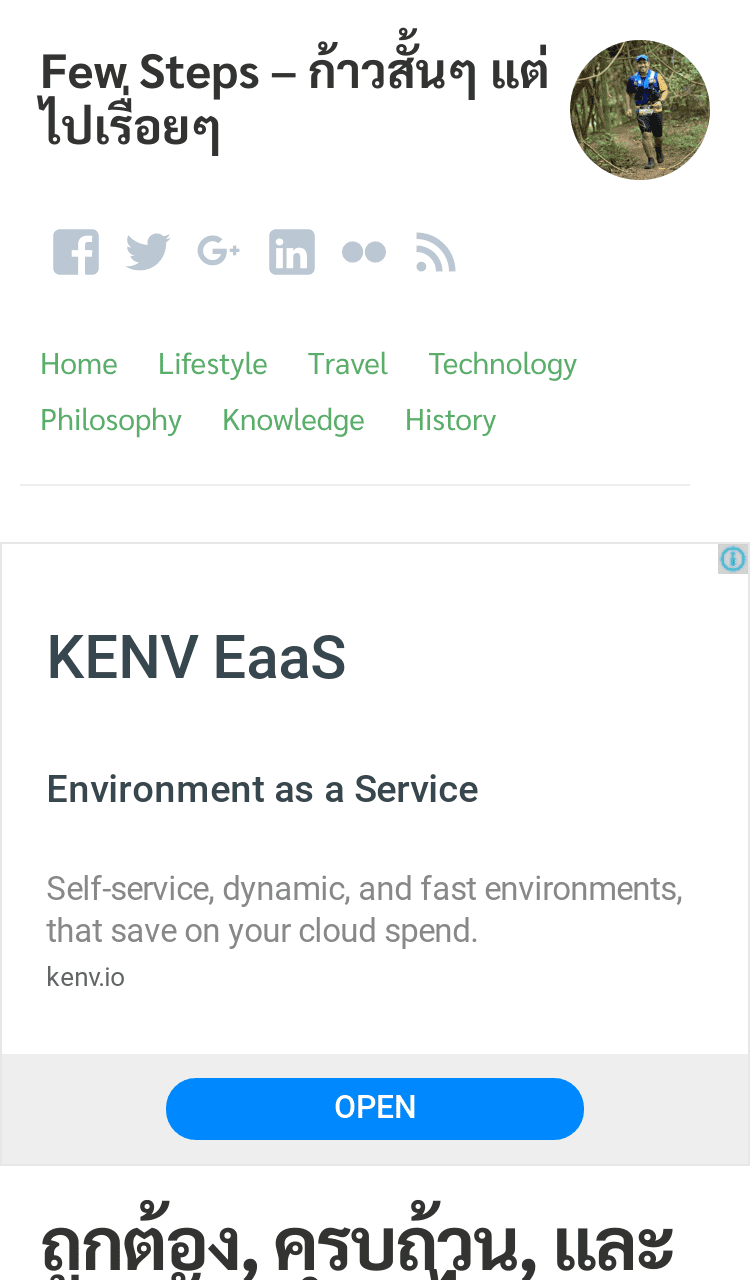 Few Steps – ก้าวสั้นๆ แต่
ไปเรื่อยๆ
Home Lifestyle Travel Technology
Philosophy Knowledge History
KENV EaaS
Environment as a Service
Self-service, dynamic, and fast environments,
that save on your cloud spend.
kenv.io
OPEN
ถูกต้อง, ครบถ้วน, และ